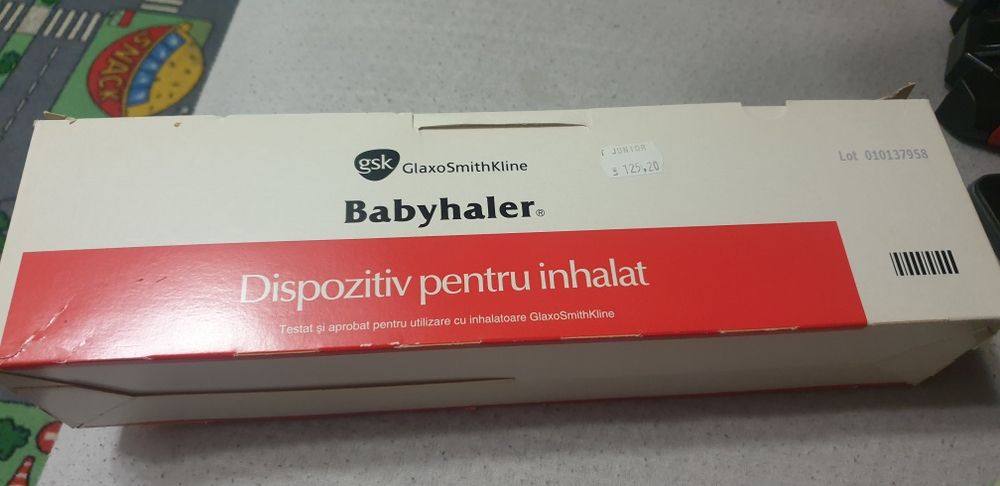 SNACK
gsk GlaxoSmithKline
JUNIOR
125,20
Lot 010137958
Babyhaler®
Dispozitiv pentru inhalat
Testat și aprobat pentru utilizare cu inhalatoare GlaxoSmithKline